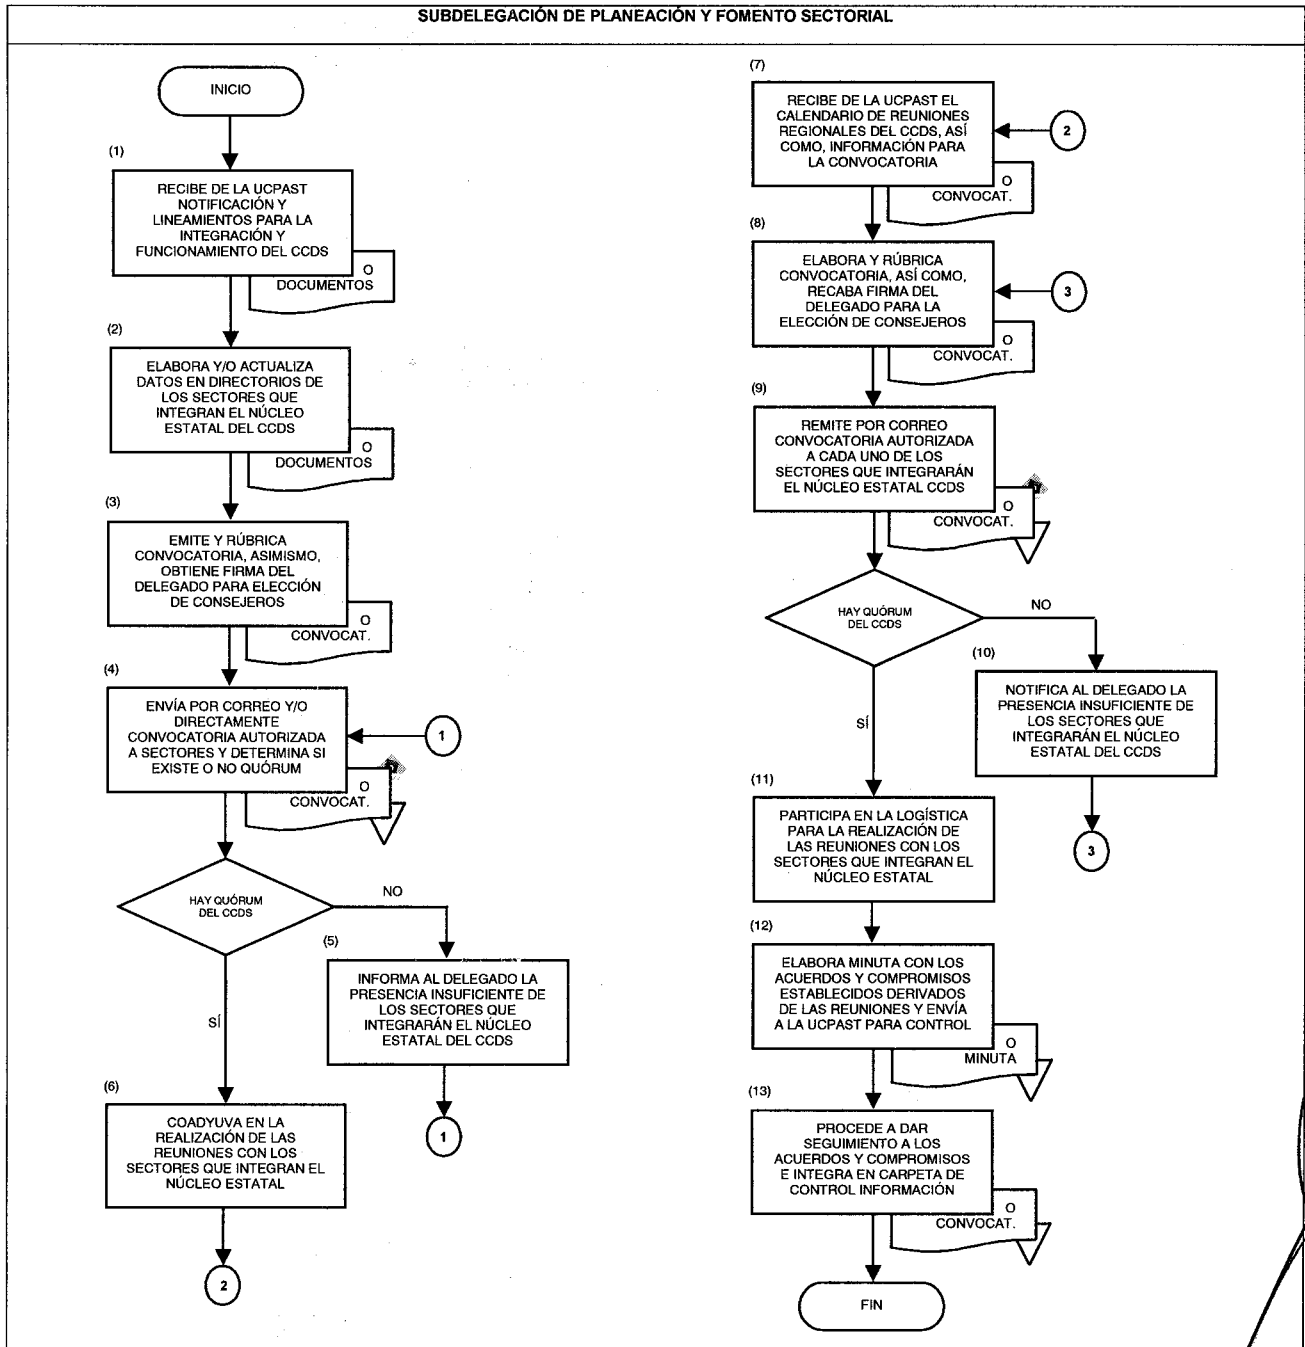 SUBDELEGACIÓN DE PLANEACIÓN Y FOMENTO SECTORIAL
INICIO
(1)
RECIBE DE LA UCPAST
NOTIFICACIÓN Y
LINEAMIENTOS PARA LA
INTEGRACIÓN Y
FUNCIONAMIENTO DEL CCDS
O
DOCUMENTOS
(2)
ELABORA Y/O ACTUALIZA
DATOS EN DIRECTORIOS DE
LOS SECTORES QUE
INTEGRAN EL NÚCLEO
ESTATAL DEL CCDS
O
DOCUMENTOS
(3)
EMITE Y RÚBRICA
CONVOCATORIA, ASIMISMO,
OBTIENE FIRMA DEL
DELEGADO PARA ELECCIÓN
DE CONSEJEROS
O
CONVOCAT.
(4)
ENVÍA POR CORREO Y/O
DIRECTAMENTE
CONVOCATORIA AUTORIZADA
A SECTORES Y DETERMINA SI
EXISTE O NO QUÓRUM
1
O
CONVOCAT.
HAY QUÓRUM
DEL CCDS
NO
SÍ
(5)
INFORMA AL DELEGADO LA
PRESENCIA INSUFICIENTE DE
LOS SECTORES QUE
INTEGRARÁN EL NÚCLEO
ESTATAL DEL CCDS
1
(6)
COADYUVA EN LA
REALIZACIÓN DE LAS
REUNIONES CON LOS
SECTORES QUE INTEGRAN EL
NÚCLEO ESTATAL
2
(7)
RECIBE DE LA UCPAST EL
CALENDARIO DE REUNIONES
REGIONALES DEL CCDS, ASÍ
COMO, INFORMACIÓN PARA
LA CONVOCATORIA
2
O
CONVOCAT.
(8)
ELABORA Y RÚBRICA
CONVOCATORIA, ASÍ COMO,
RECABA FIRMA DEL
DELEGADO PARA LA
ELECCIÓN DE CONSEJEROS
3
O
CONVOCAT.
(9)
REMITE POR CORREO
CONVOCATORIA AUTORIZADA
A CADA UNO DE LOS
SECTORES QUE INTEGRARÁN
EL NÚCLEO ESTATAL CCDS
O
CONVOCAT.
HAY QUÓRUM
DEL CCDS
NO
SÍ
(10)
NOTIFICA AL DELEGADO LA
PRESENCIA INSUFICIENTE DE
LOS SECTORES QUE
INTEGRARÁN EL NÚCLEO
ESTATAL DEL CCDS
3
(11)
PARTICIPA EN LA LOGÍSTICA
PARA LA REALIZACIÓN DE
LAS REUNIONES CON LOS
SECTORES QUE INTEGRAN EL
NÚCLEO ESTATAL
(12)
ELABORA MINUTA CON LOS
ACUERDOS Y COMPROMISOS
ESTABLECIDOS DERIVADOS
DE LAS REUNIONES Y ENVÍA
A LA UCPAST PARA CONTROL
O
MINUTA
(13)
PROCEDE A DAR
SEGUIMIENTO A LOS
ACUERDOS Y COMPROMISOS
E INTEGRA EN CARPETA DE
CONTROL INFORMACIÓN
O
CONVOCAT.
FIN